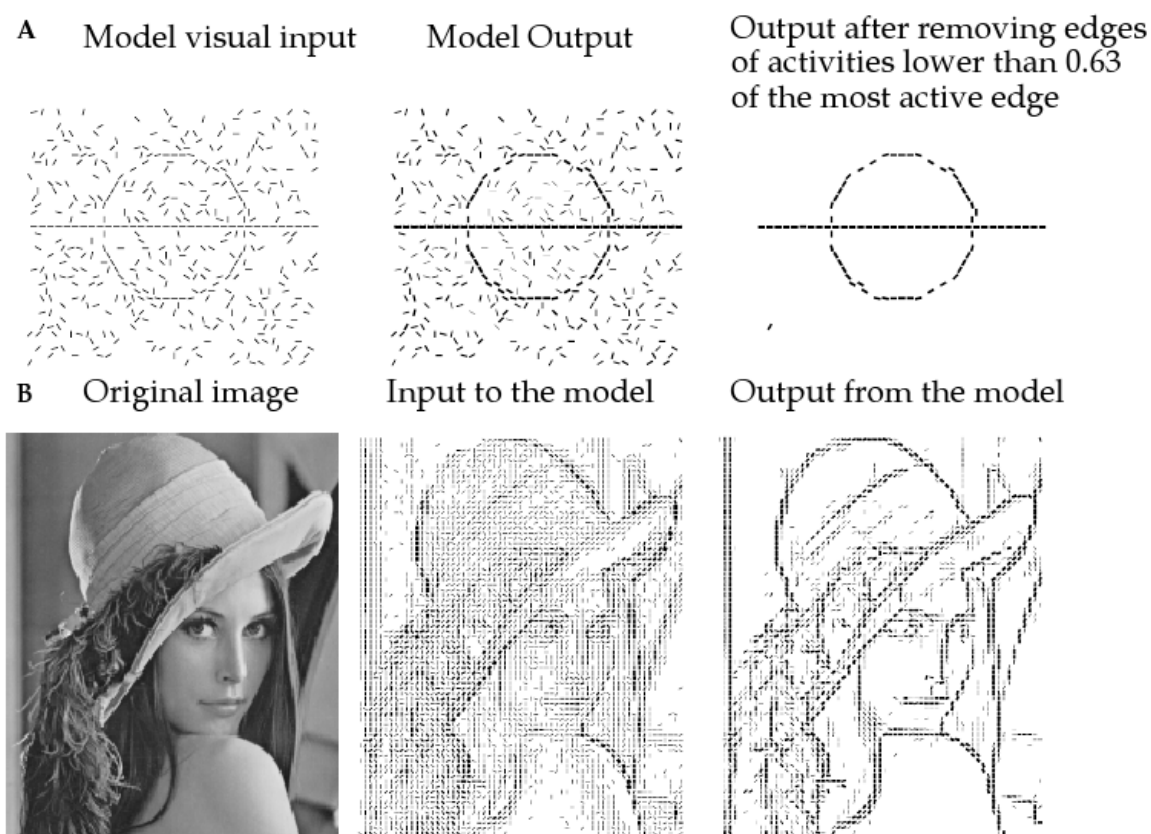 A
Model visual input
Model Output
Output after removing edges
of activities lower than 0.63
of the most active edge
B
Original image
Input to the model
Output from the model